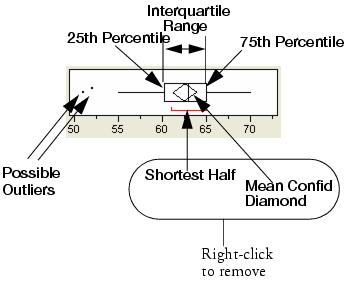 Interquartile
Range
25th Percentile
75th Percentile
50 55 60 65 70
Possible
Outliers
Shortest Half
Mean Confid
Diamond
Right-click
to remove